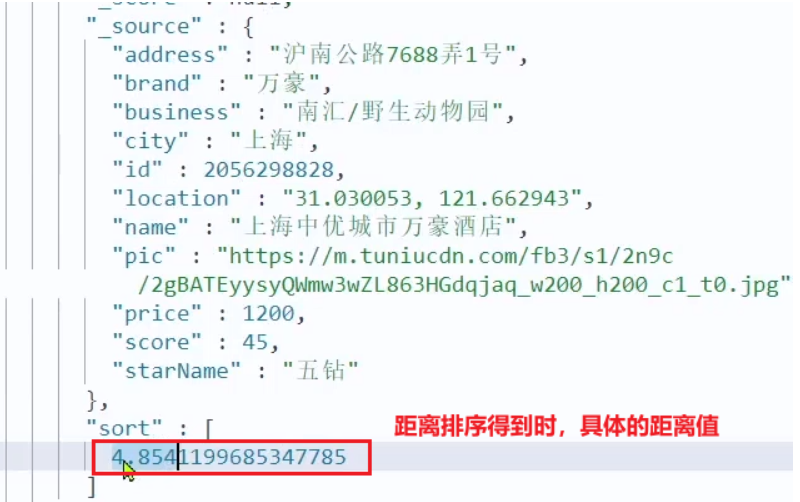 "_score" : null,
"_source" : {
"address" : "沪南公路7688弄1号",
"brand" : "万豪",
"business" : "南汇/野生动物园",
"city" : "上海",
"id" : 2056298828,
"location" : "31.030053, 121.662943",
"name" : "上海中优城市万豪酒店",
"pic" : "https://m.tuniucdn.com/fb3/s1/2n9c
/2gBATEyysyQWmw3wZL863HGdqjaq_w200_h200_c1_t0.jpg"
"price" : 1200,
"score" : 45,
"starName" : "五钻"
},
"sort" : [
距离排序得到时，具体的距离值
4.85411199685347785
]